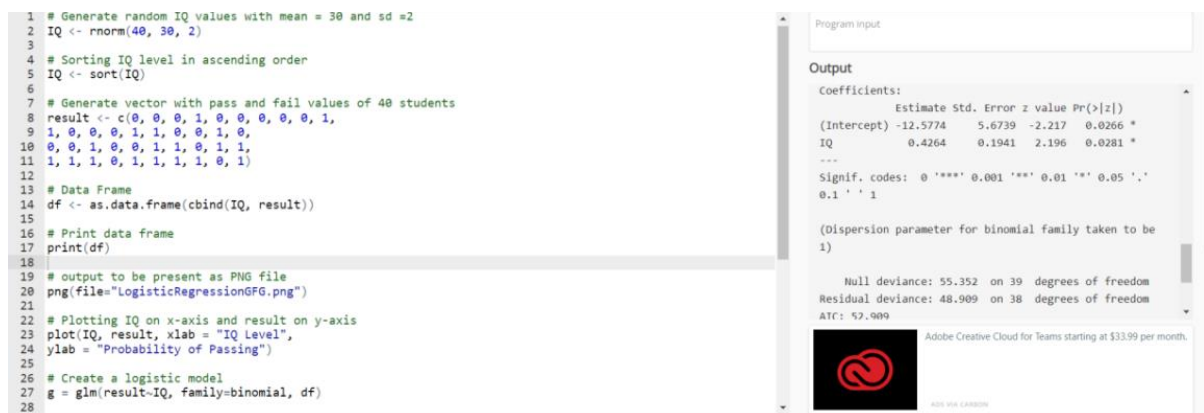 1 # Generate random IQ values with mean = 30 and sd =2
2 IQ <- rnorm(40, 30, 2)
3
4 # Sorting IQ level in ascending order
5 IQ <- sort(IQ)
6
7 # Generate vector with pass and fail values of 40 students
8 result <- c(0, 0, 0, 1, 0, 0, 0, 0, 0, 1,
9 1, 0, 0, 0, 1, 1, 0, 0, 1, 0,
10 0, 0, 1, 0, 0, 1, 1, 0, 1, 1,
11 1, 1, 1, 0, 1, 1, 1, 1, 0, 1)
12
13 # Data Frame
14 df <- as.data.frame(cbind(IQ, result))
15
16 # Print data frame
17 print(df)
18
19 # output to be present as PNG file
20 png(file="LogisticRegressionGFG.png")
21
22 # Plotting IQ on x-axis and result on y-axis
23 plot(IQ, result, xlab = "IQ Level",
24 ylab = "Probability of Passing")
25
26 # Create a logistic model
27 g = glm(result~IQ, family=binomial, df)
28
Program Input
Output
Coefficients:
Estimate Std. Error z value Pr(>|z|)
(Intercept) -12.5774 5.6739 -2.217 0.0266 *
IQ 0.4264 0.1941 2.196 0.0281 *
---
Signif. codes: 0 '***' 0.001 '**' 0.01 '*' 0.05 '.'
0.1 ' ' 1
(Dispersion parameter for binomial family taken to be
1)
Null deviance: 55.352 on 39 degrees of freedom
Residual deviance: 48.909 on 38 degrees of freedom
AIC: 52.909
Adobe Creative Cloud for Teams starting at $33.99 per month.
ADS VIA CARBON